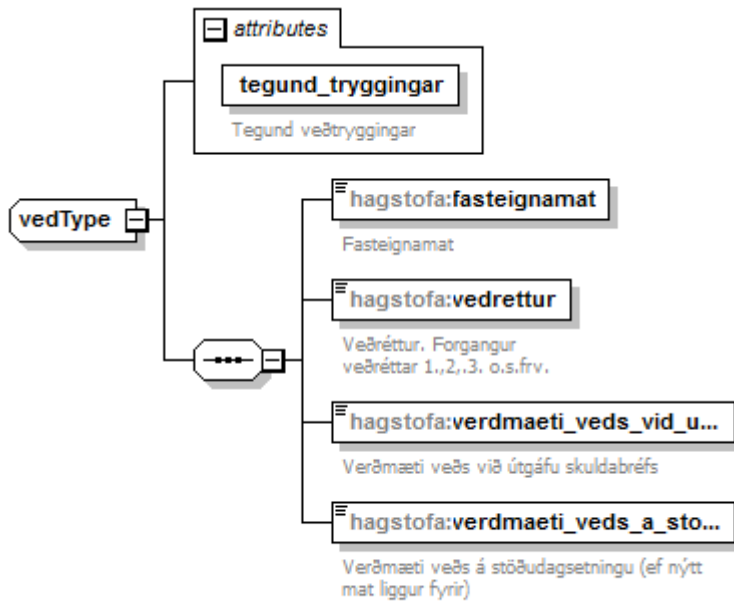 attributes
tegund_tryggingar
Tegund veðtryggingar
vedType
hagstofa:fasteignamat
Fasteignamat
hagstofa:vedrettur
Veðréttur. Forgangur
veðréttar 1.,2,.3. o.s.frv.
hagstofa:verdmaeti_veds_vid_u...
Verðmæti veðs við útgáfu skuldabréfs
hagstofa:verdmaeti_veds_a_sto...
Verðmæti veðs á stöðudagsetningu (ef nýtt
mat liggur fyrir)